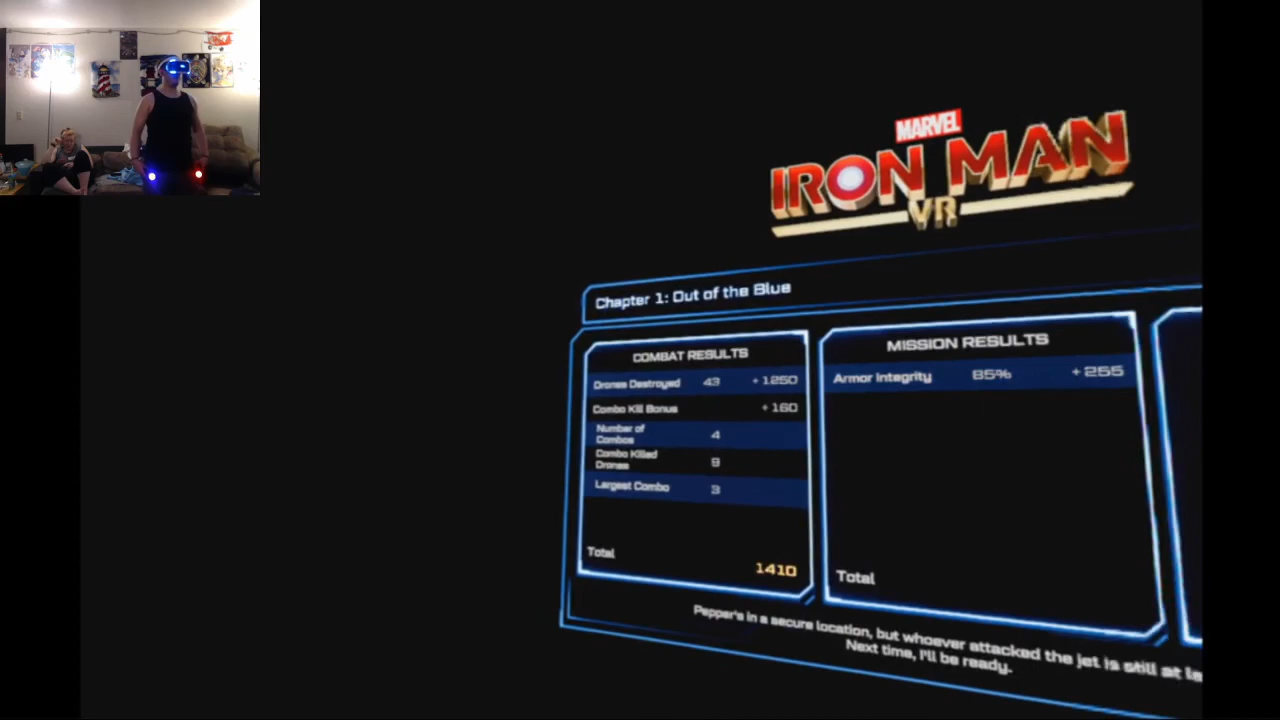 MARVEL
IRON MAN
VR
Chapter 1: Out of the Blue
COMBAT RESULTS
Drones Destroyed 43 +1250
Combo Kill Bonus +160
Number of
Combos 4
Combo Killed
Drones 9
Largest Combo 3
Total
1410
MISSION RESULTS
Armor Integrity 85% +255
Total
Pepper's in a secure location, but whoever attacked the jet is still at
Next time, I'll be ready.